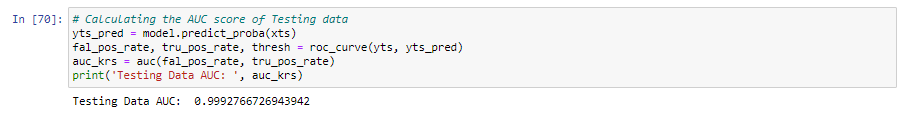 In [70]: # Calculating the AUC score of Testing data
yts_pred = model.predict_proba(xts)
fal_pos_rate, tru_pos_rate, thresh = roc_curve(yts, yts_pred)
auc_krs = auc(fal_pos_rate, tru_pos_rate)
print('Testing Data AUC: ', auc_krs)
Testing Data AUC:  0.9992766726943942